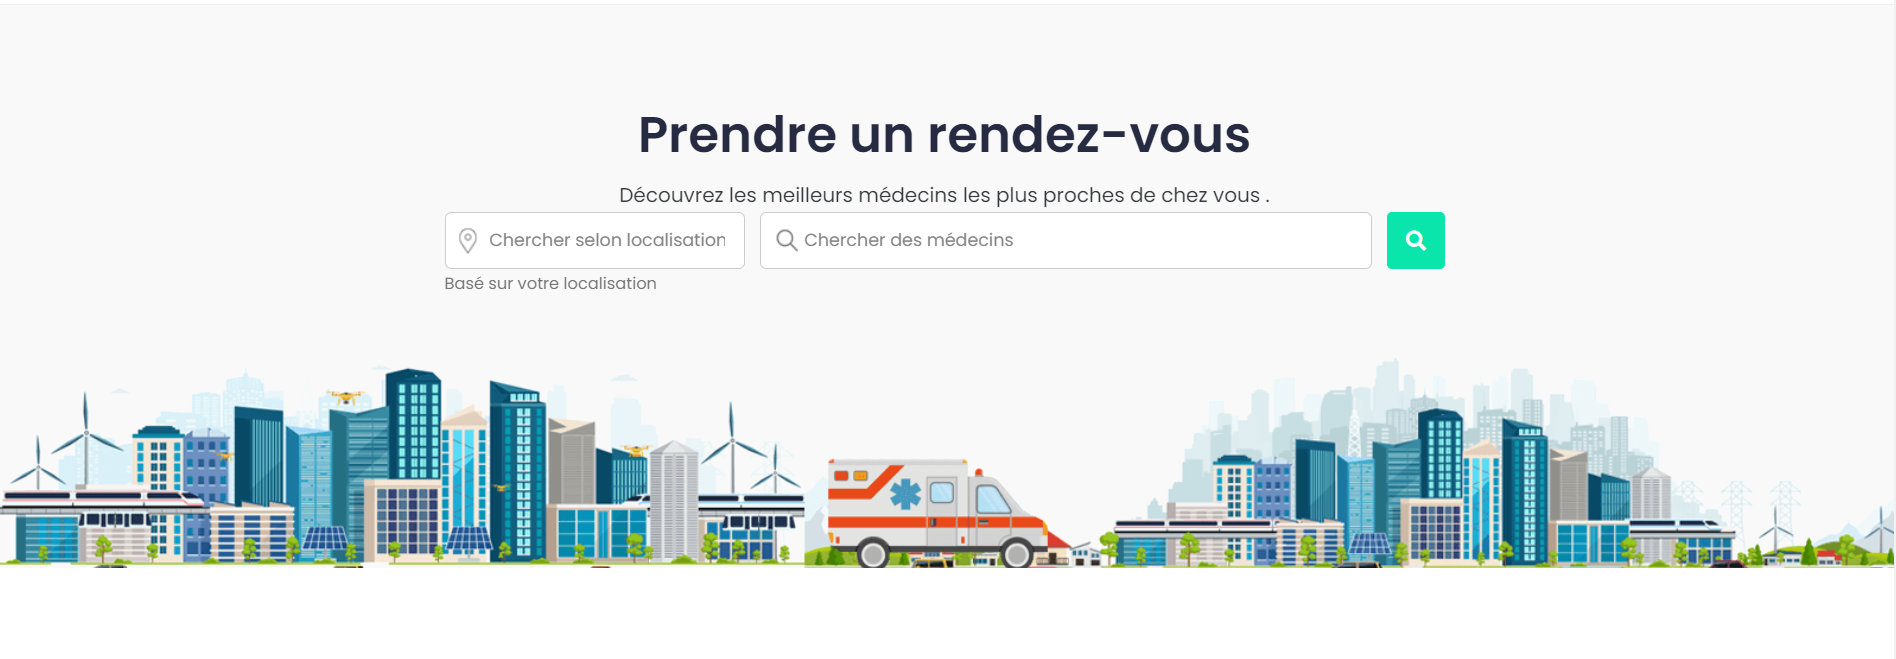 Prendre un rendez-vous
Découvrez les meilleurs médecins les plus proches de chez vous .
Chercher selon localisation
Chercher des médecins
Basé sur votre localisation